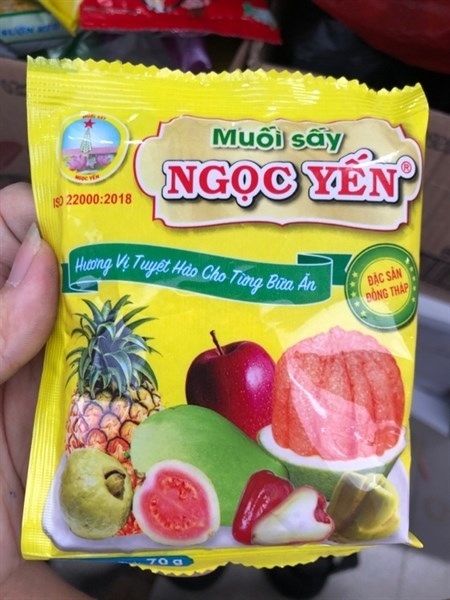 Muối sấy
NGỌC YẾN®
NGỌC YẾN
ISO 22000:2018
Hương Vị Tuyệt Hảo Cho Từng Bữa Ăn
ĐẶC SẢN
ĐỒNG THÁP
70g